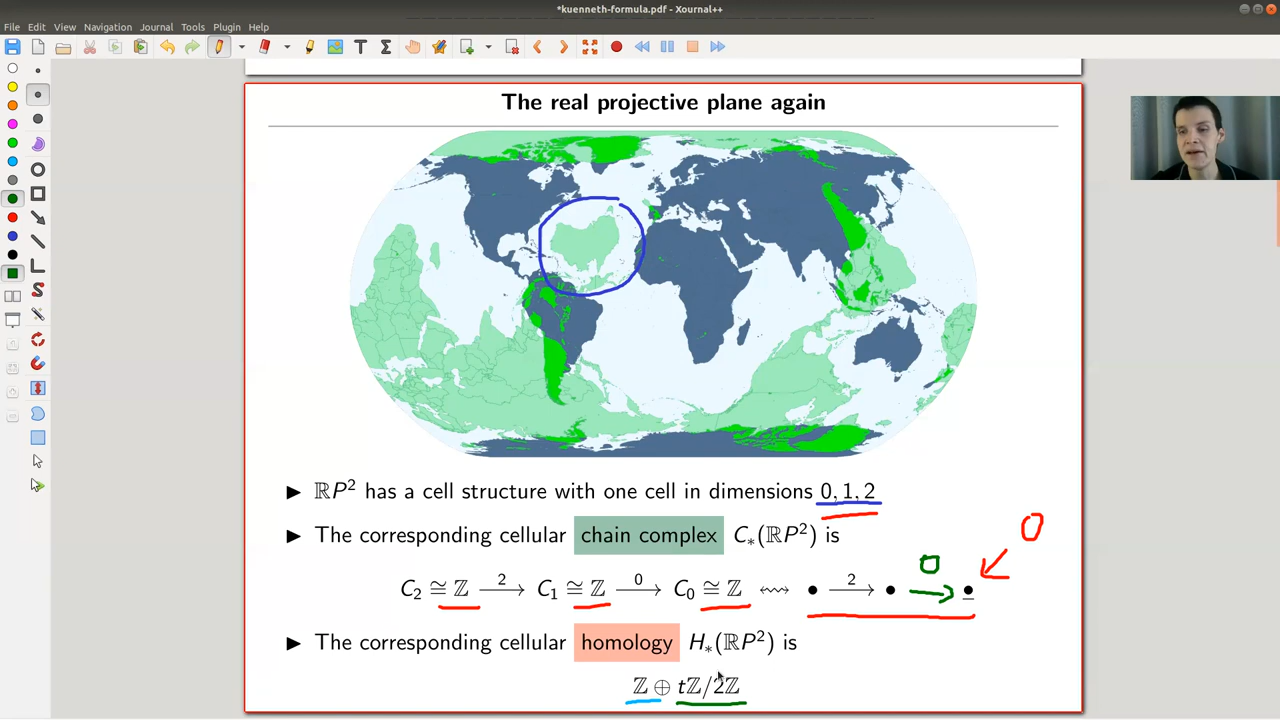 *kuenneth-formula.pdf - Xournal++
File Edit View Navigation Journal Tools Plugin Help
The real projective plane again
▶ ℝP² has a cell structure with one cell in dimensions 0, 1, 2
▶ The corresponding cellular chain complex C∗(ℝP²) is
C₂ ≅ ℤ —2→ C₁ ≅ ℤ —0→ C₀ ≅ ℤ ⇝ • —2→ • —0→ • 0
▶ The corresponding cellular homology H∗(ℝP²) is
ℤ ⊕ tℤ/2ℤ